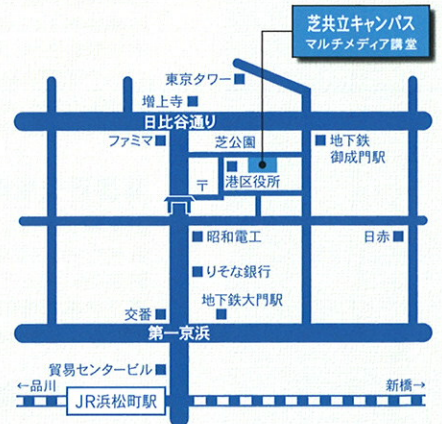 芝共立キャンパス
マルチメディア講堂
東京タワー
増上寺
日比谷通り
ファミマ
芝公園
地下鉄
御成門駅
〒
港区役所
昭和電工
日赤
りそな銀行
地下鉄大門駅
交番
第一京浜
貿易センタービル
←品川
新橋→
JR浜松町駅